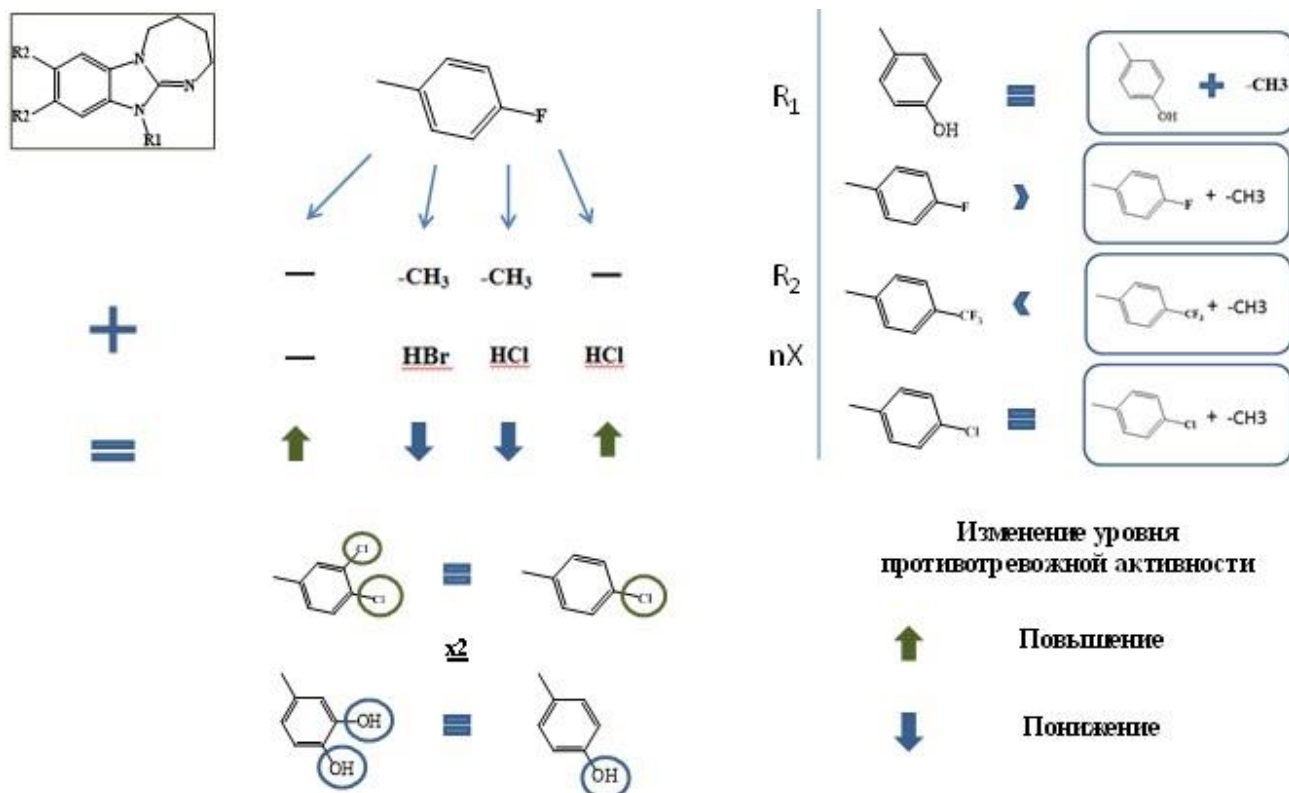 R2
R2
N
N
N
R1
F
-CH3
-CH3
HBr
HCl
HCl
R1
R2
nX
OH
OH
-CH3
F
F
+ -CH3
CF3
CF3
+ -CH3
Cl
Cl
+ -CH3
Cl
Cl
Cl
x2
OH
OH
OH
Изменение уровня
противотревожной активности
Повышение
Понижение